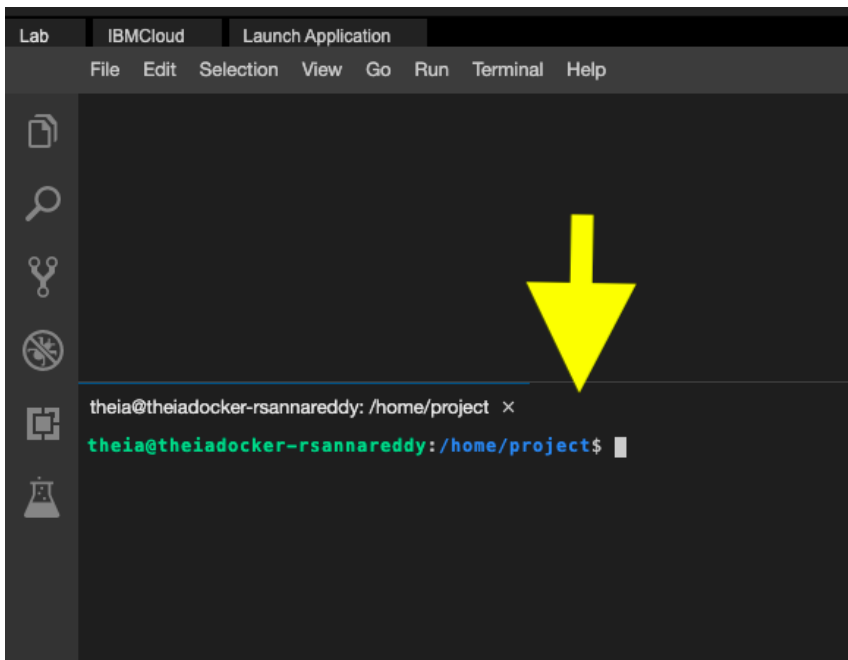 Lab IBMCloud Launch Application
File Edit Selection View Go Run Terminal Help
theia@theiadocker-rsannareddy: /home/project ×
theia@theiadocker-rsannareddy:/home/project$